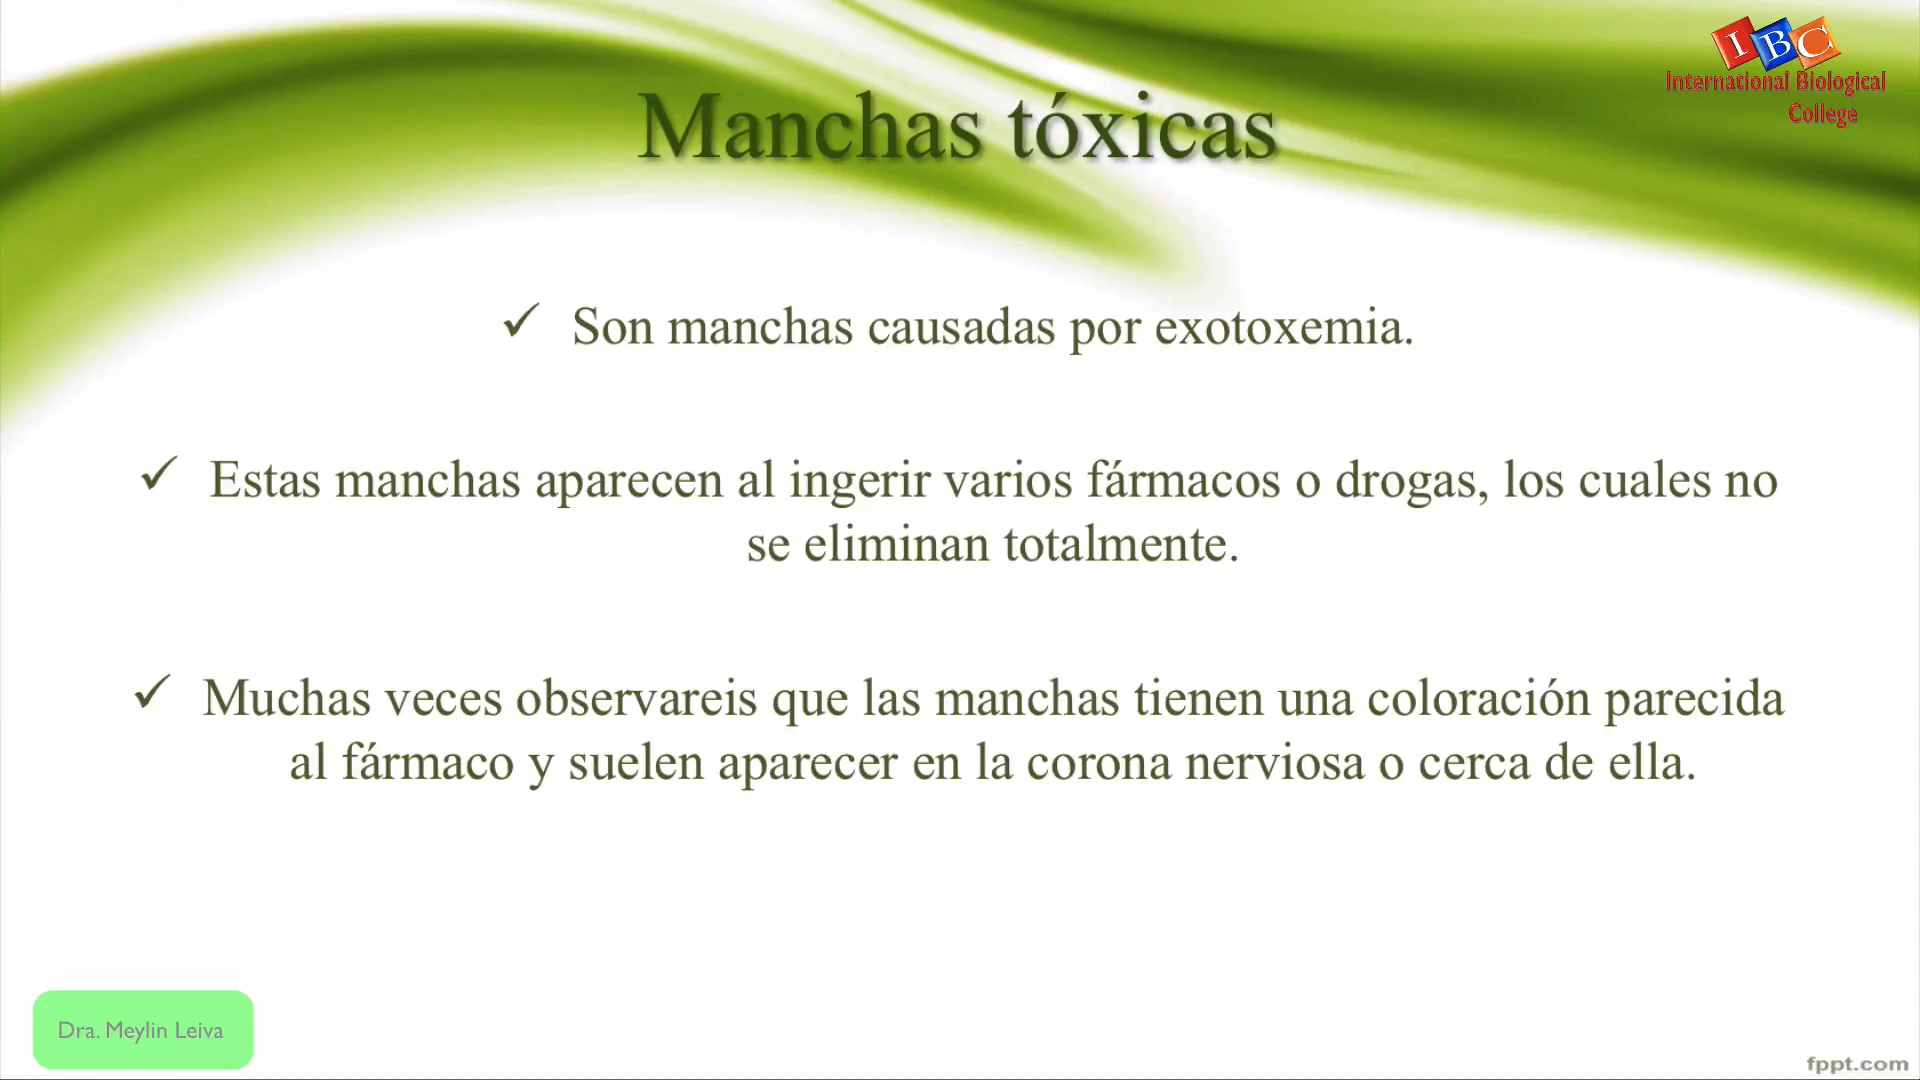 IBC
International Biological
College
Manchas tóxicas
✓ Son manchas causadas por exotoxemia.
✓ Estas manchas aparecen al ingerir varios fármacos o drogas, los cuales no
se eliminan totalmente.
✓ Muchas veces observareis que las manchas tienen una coloración parecida
al fármaco y suelen aparecer en la corona nerviosa o cerca de ella.
Dra. Meylin Leiva
fppt.com